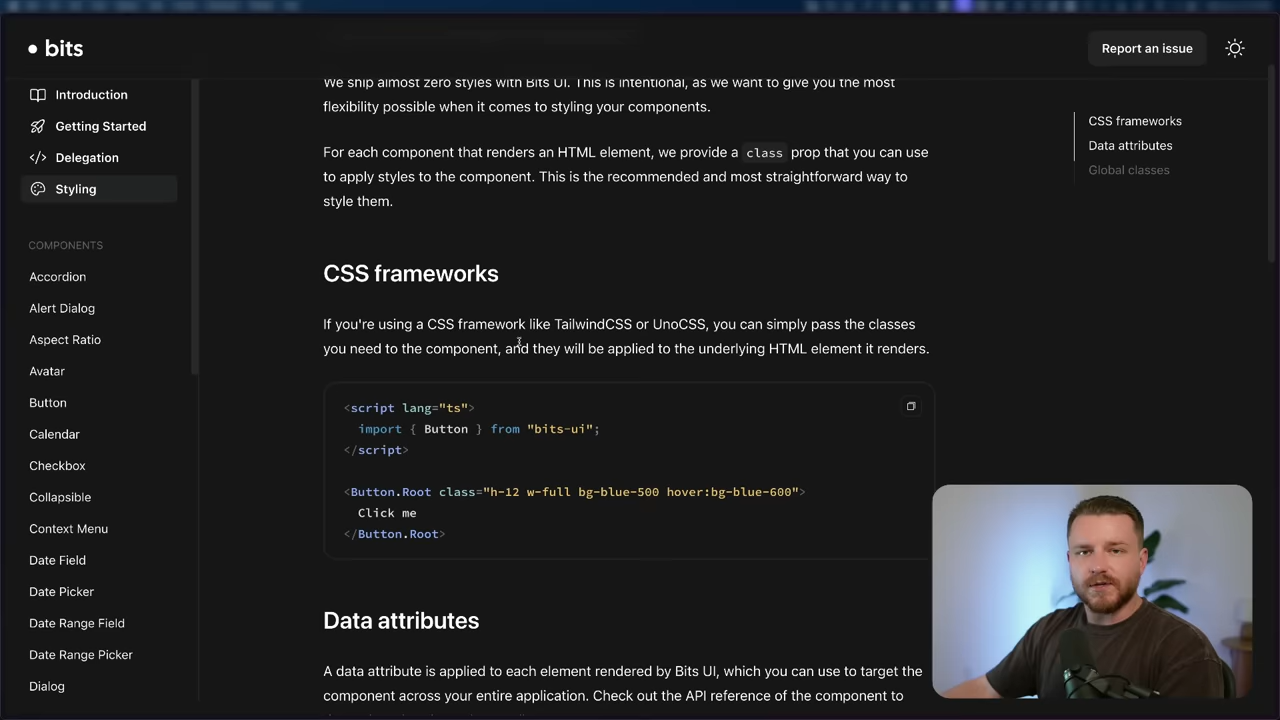 bits
Report an issue
Introduction
Getting Started
Delegation
Styling
COMPONENTS
Accordion
Alert Dialog
Aspect Ratio
Avatar
Button
Calendar
Checkbox
Collapsible
Context Menu
Date Field
Date Picker
Date Range Field
Date Range Picker
Dialog
We ship almost zero styles with Bits UI. This is intentional, as we want to give you the most
flexibility possible when it comes to styling your components.
For each component that renders an HTML element, we provide a class prop that you can use
to apply styles to the component. This is the recommended and most straightforward way to
style them.
CSS frameworks
If you're using a CSS framework like TailwindCSS or UnoCSS, you can simply pass the classes
you need to the component, and they will be applied to the underlying HTML element it renders.
<script lang="ts">
import { Button } from "bits-ui";
</script>
<Button.Root class="h-12 w-full bg-blue-500 hover:bg-blue-600">
Click me
</Button.Root>
Data attributes
A data attribute is applied to each element rendered by Bits UI, which you can use to target the
component across your entire application. Check out the API reference of the component to
CSS frameworks
Data attributes
Global classes